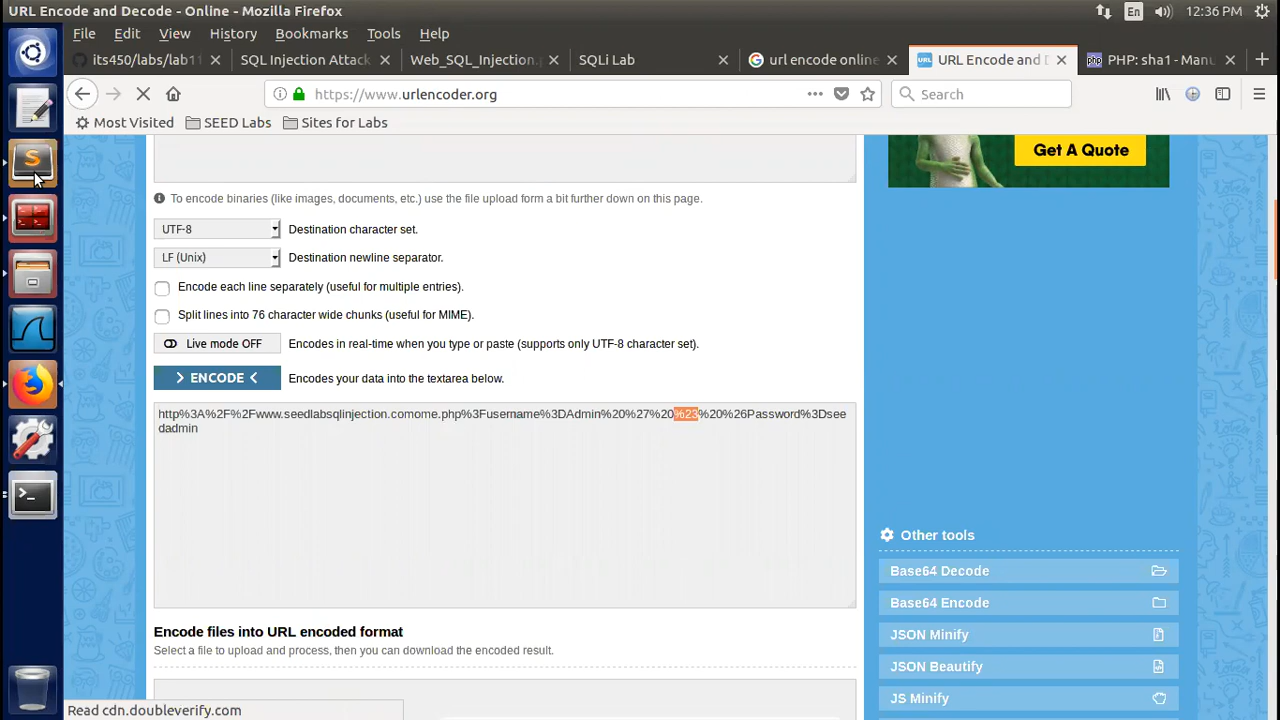 URL Encode and Decode - Online - Mozilla Firefox
En
12:36 PM
File Edit View History Bookmarks Tools Help
its450/labs/lab1
SQL Injection Attack
Web_SQL_Injection.
SQLi Lab
url encode online
URL Encode and D
PHP: sha1 - Manu
https://www.urlencoder.org
Search
Most Visited
SEED Labs
Sites for Labs
Get A Quote
To encode binaries (like images, documents, etc.) use the file upload form a bit further down on this page.
UTF-8
Destination character set.
LF (Unix)
Destination newline separator.
Encode each line separately (useful for multiple entries).
Split lines into 76 character wide chunks (useful for MIME).
Live mode OFF
Encodes in real-time when you type or paste (supports only UTF-8 character set).
> ENCODE <
Encodes your data into the textarea below.
http%3A%2F%2Fwww.seedlabsqlinjection.comome.php%3Fusername%3DAdmin%20%27%20%23%20%26Password%3Dsee
dadmin
Other tools
Base64 Decode
Base64 Encode
JSON Minify
JSON Beautify
JS Minify
Encode files into URL encoded format
Select a file to upload and process, then you can download the encoded result.
Read cdn.doubleverify.com